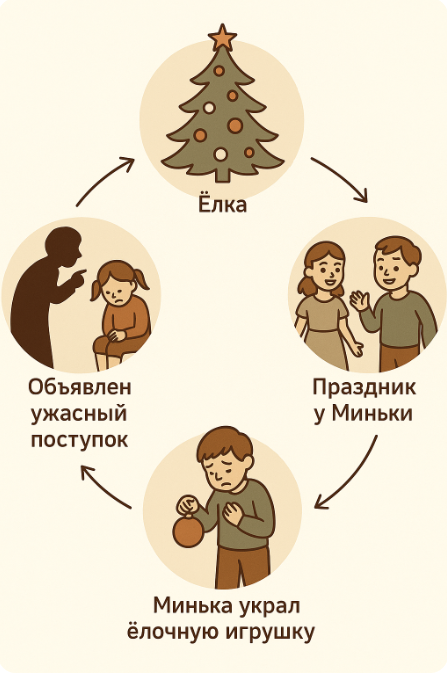 Ёлка
Праздник
у Миньки
Минька украл
ёлочную игрушку
Объявлен
ужасный
поступок